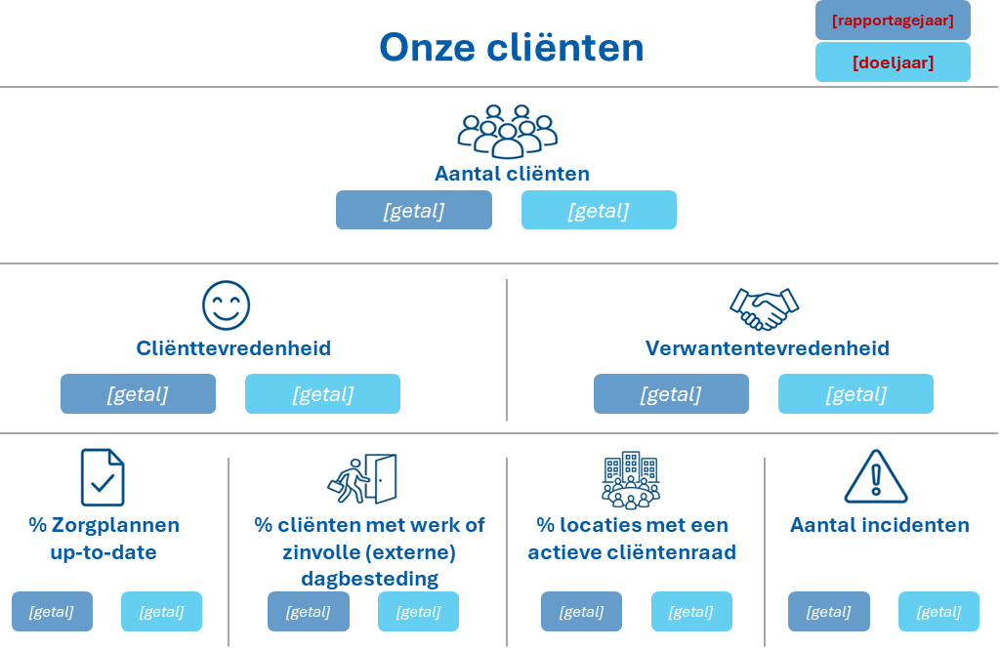 Onze cliënten
[rapportagejaar]
[doeljaar]
Aantal cliënten
[getal] [getal]
Cliënttevredenheid
[getal] [getal]
Verwantentevredenheid
[getal] [getal]
% Zorgplannen
up-to-date
[getal] [getal]
% cliënten met werk of
zinvolle (externe)
dagbesteding
[getal] [getal]
% locaties met een
actieve cliëntenraad
[getal] [getal]
Aantal incidenten
[getal] [getal]